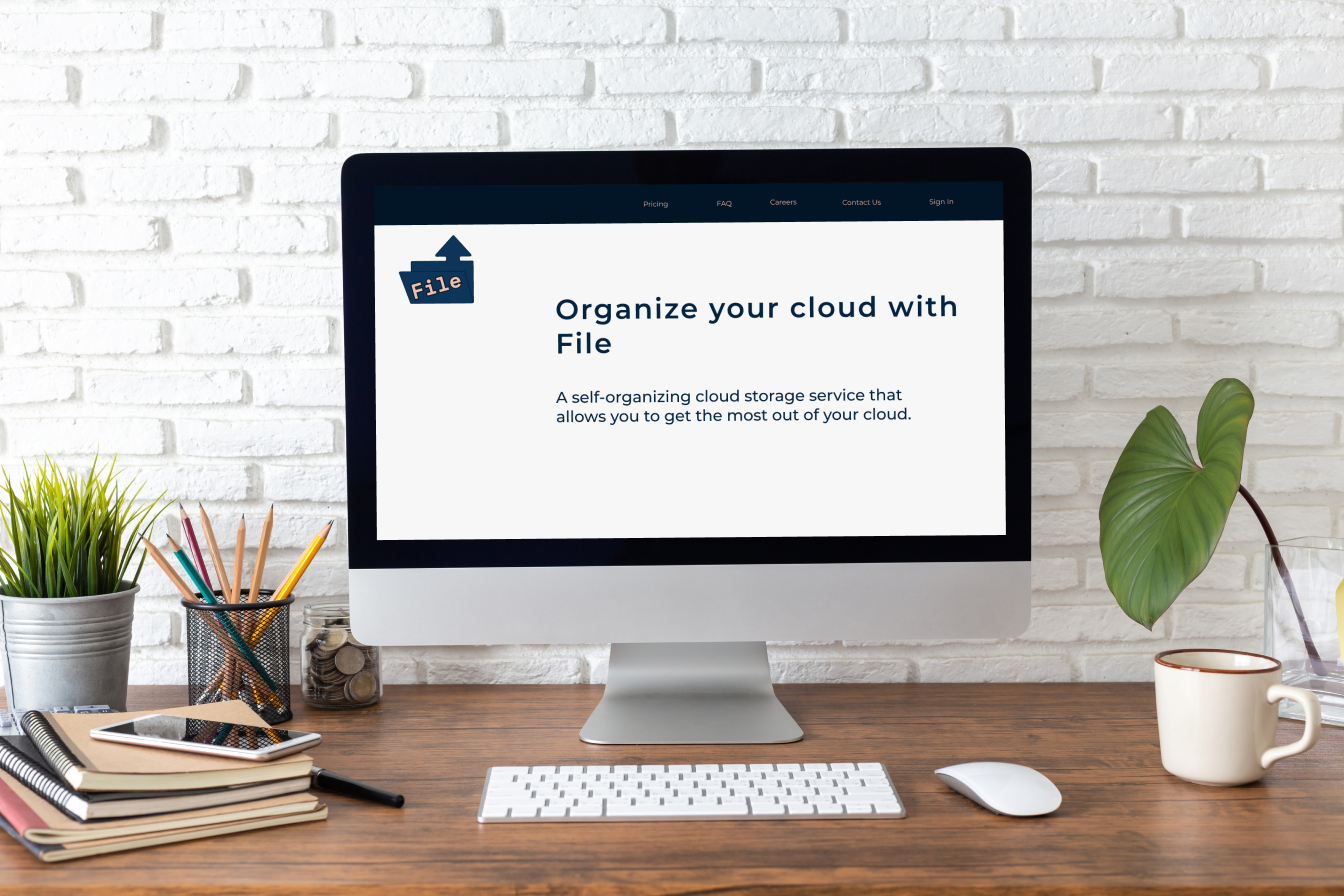 Pricing FAQ Careers Contact Us Sign In
File
Organize your cloud with
File
A self-organizing cloud storage service that
allows you to get the most out of your cloud.